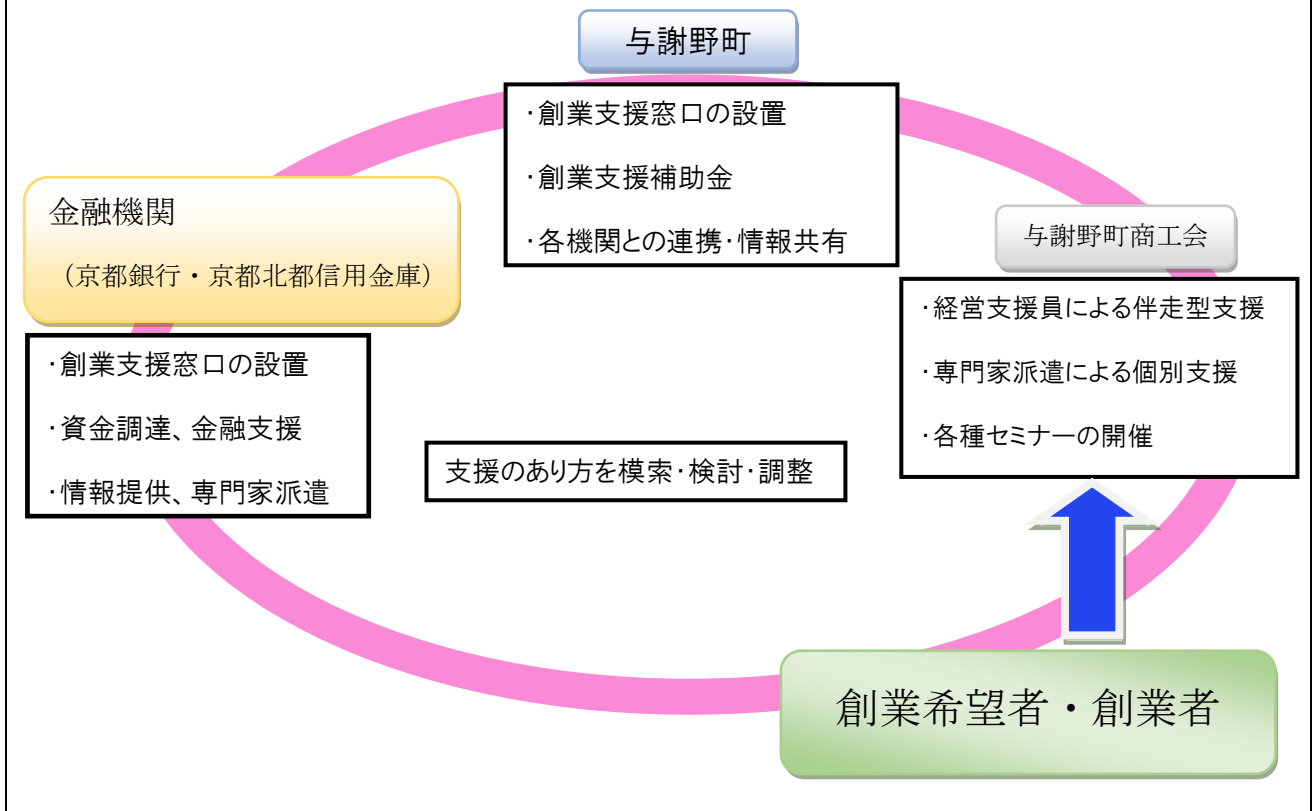 与謝野町
・創業支援窓口の設置
・創業支援補助金
・各機関との連携・情報共有
金融機関
（京都銀行・京都北都信用金庫）
・創業支援窓口の設置
・資金調達、金融支援
・情報提供、専門家派遣
与謝野町商工会
・経営支援員による伴走型支援
・専門家派遣による個別支援
・各種セミナーの開催
支援のあり方を模索・検討・調整
創業希望者・創業者